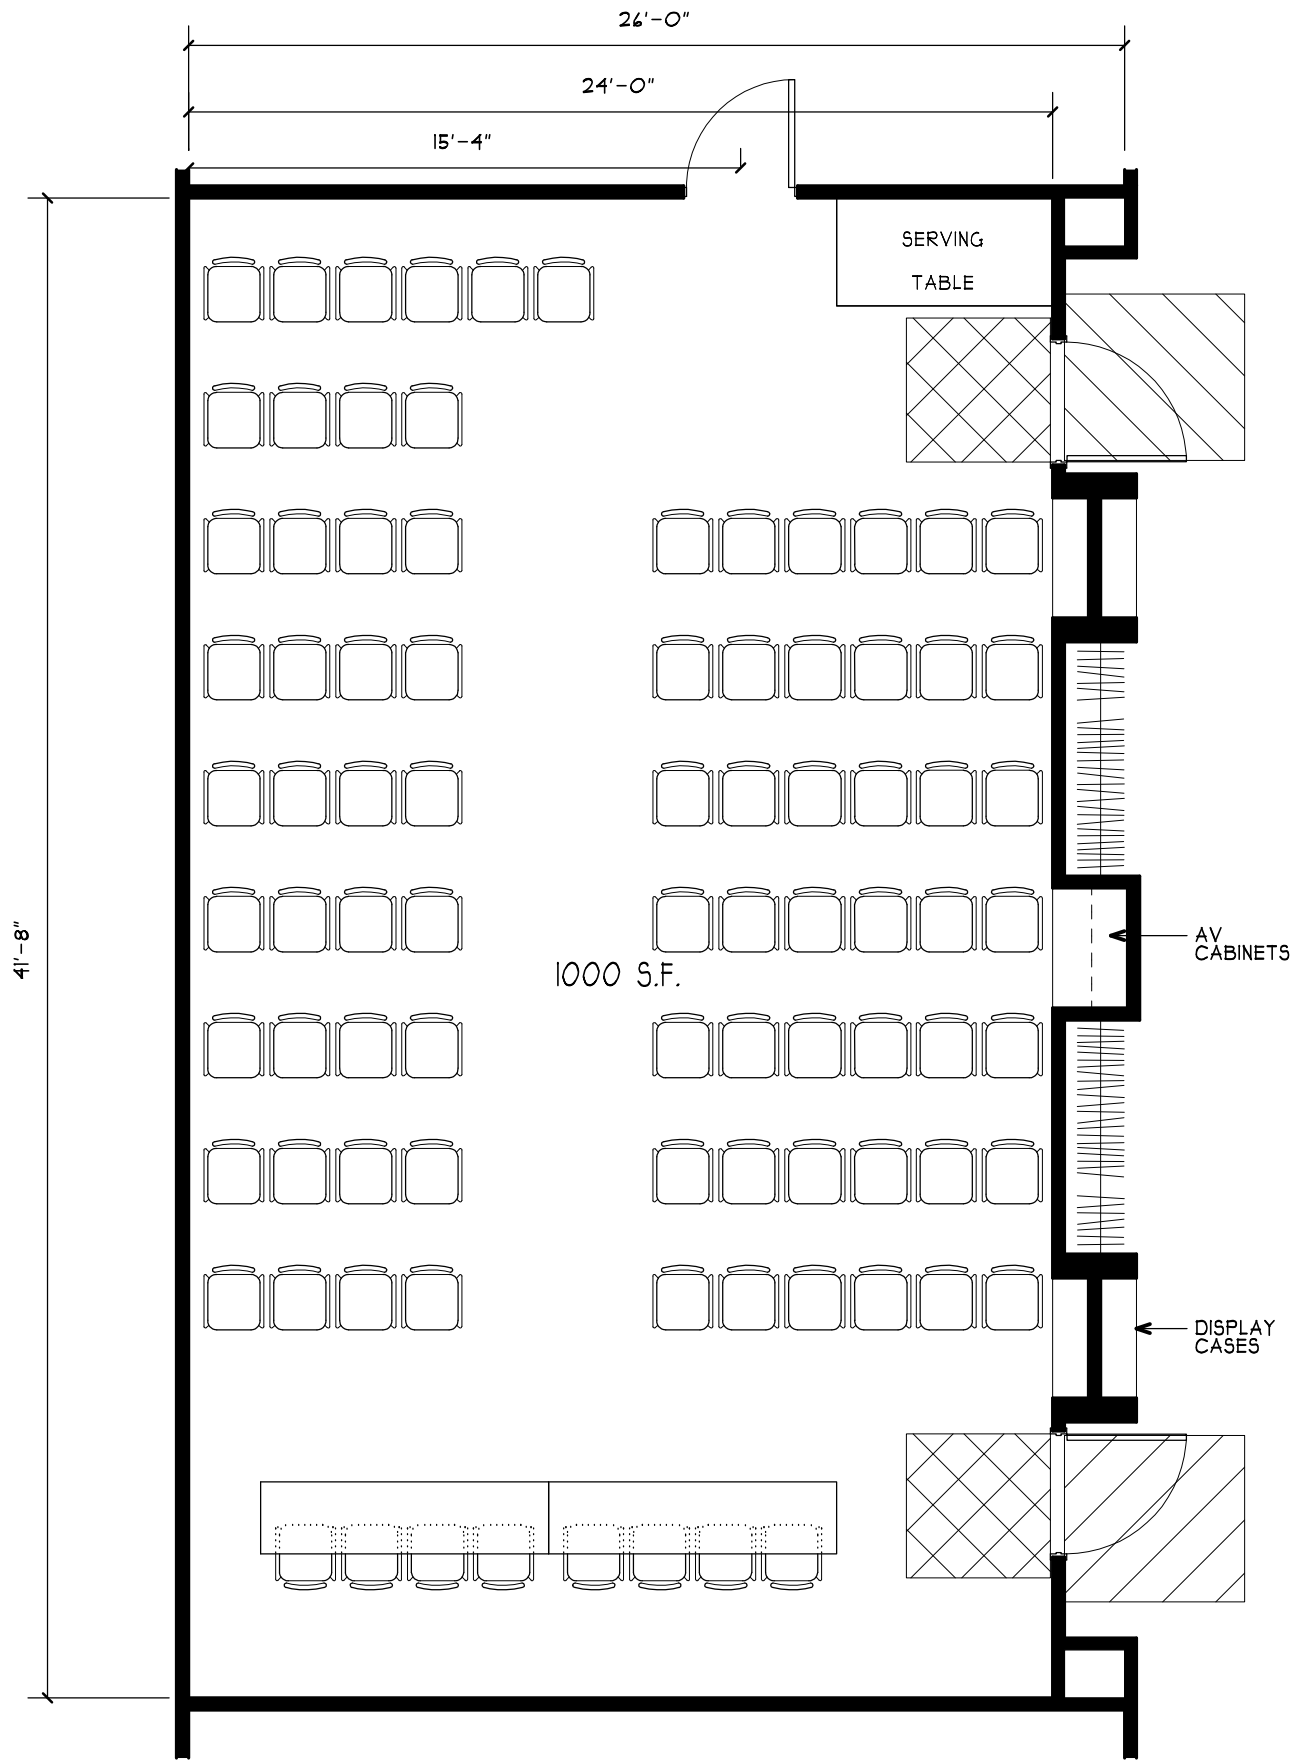 26'-0"
24'-0"
15'-4"
SERVING
TABLE
41'-8"
AV
CABINETS
1000 S.F.
DISPLAY
CASES